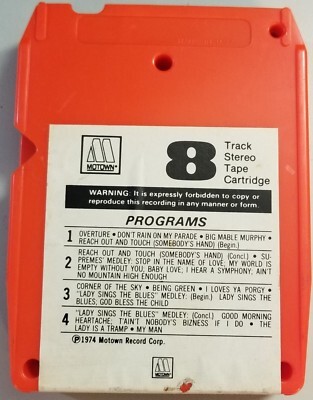 MOTOWN®
8
Track
Stereo
Tape
Cartridge
WARNING: It is expressly forbidden to copy or
reproduce this recording in any manner or form.
PROGRAMS
1 OVERTURE • DON'T RAIN ON MY PARADE • BIG MABLE MURPHY •
REACH OUT AND TOUCH (SOMEBODY'S HAND) (Begin.)
2 REACH OUT AND TOUCH (SOMEBODY'S HAND) (Concl.) • SU-
PREMES' MEDLEY: STOP IN THE NAME OF LOVE; MY WORLD IS
EMPTY WITHOUT YOU, BABY LOVE; I HEAR A SYMPHONY; AIN'T
NO MOUNTAIN HIGH ENOUGH
3 CORNER OF THE SKY • BEING GREEN • I LOVES YA PORGY •
"LADY SINGS THE BLUES" MEDLEY: (Begin.) LADY SINGS THE
BLUES; GOD BLESS THE CHILD
4 "LADY SINGS THE BLUES" MEDLEY: (Concl.) GOOD MORNING
HEARTACHE; T'AIN'T NOBODY'S BIZNESS IF I DO • THE
LADY IS A TRAMP • MY MAN
Ⓟ©1974 Motown Record Corp.
MOTOWN